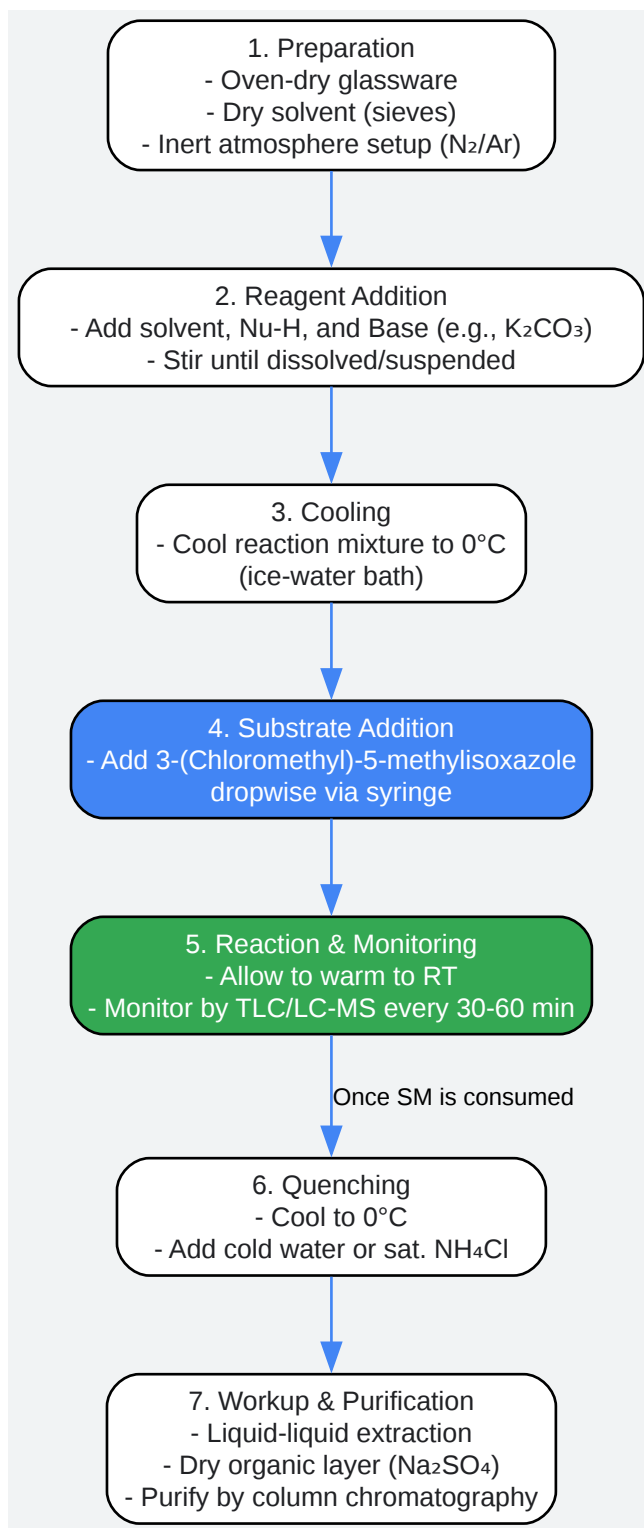 1. Preparation
- Oven-dry glassware
- Dry solvent (sieves)
- Inert atmosphere setup (N₂/Ar)
2. Reagent Addition
- Add solvent, Nu-H, and Base (e.g., K₂CO₃)
- Stir until dissolved/suspended
3. Cooling
- Cool reaction mixture to 0°C
(ice-water bath)
4. Substrate Addition
- Add 3-(Chloromethyl)-5-methylisoxazole
dropwise via syringe
5. Reaction & Monitoring
- Allow to warm to RT
- Monitor by TLC/LC-MS every 30-60 min
Once SM is consumed
6. Quenching
- Cool to 0°C
- Add cold water or sat. NH₄Cl
7. Workup & Purification
- Liquid-liquid extraction
- Dry organic layer (Na₂SO₄)
- Purify by column chromatography